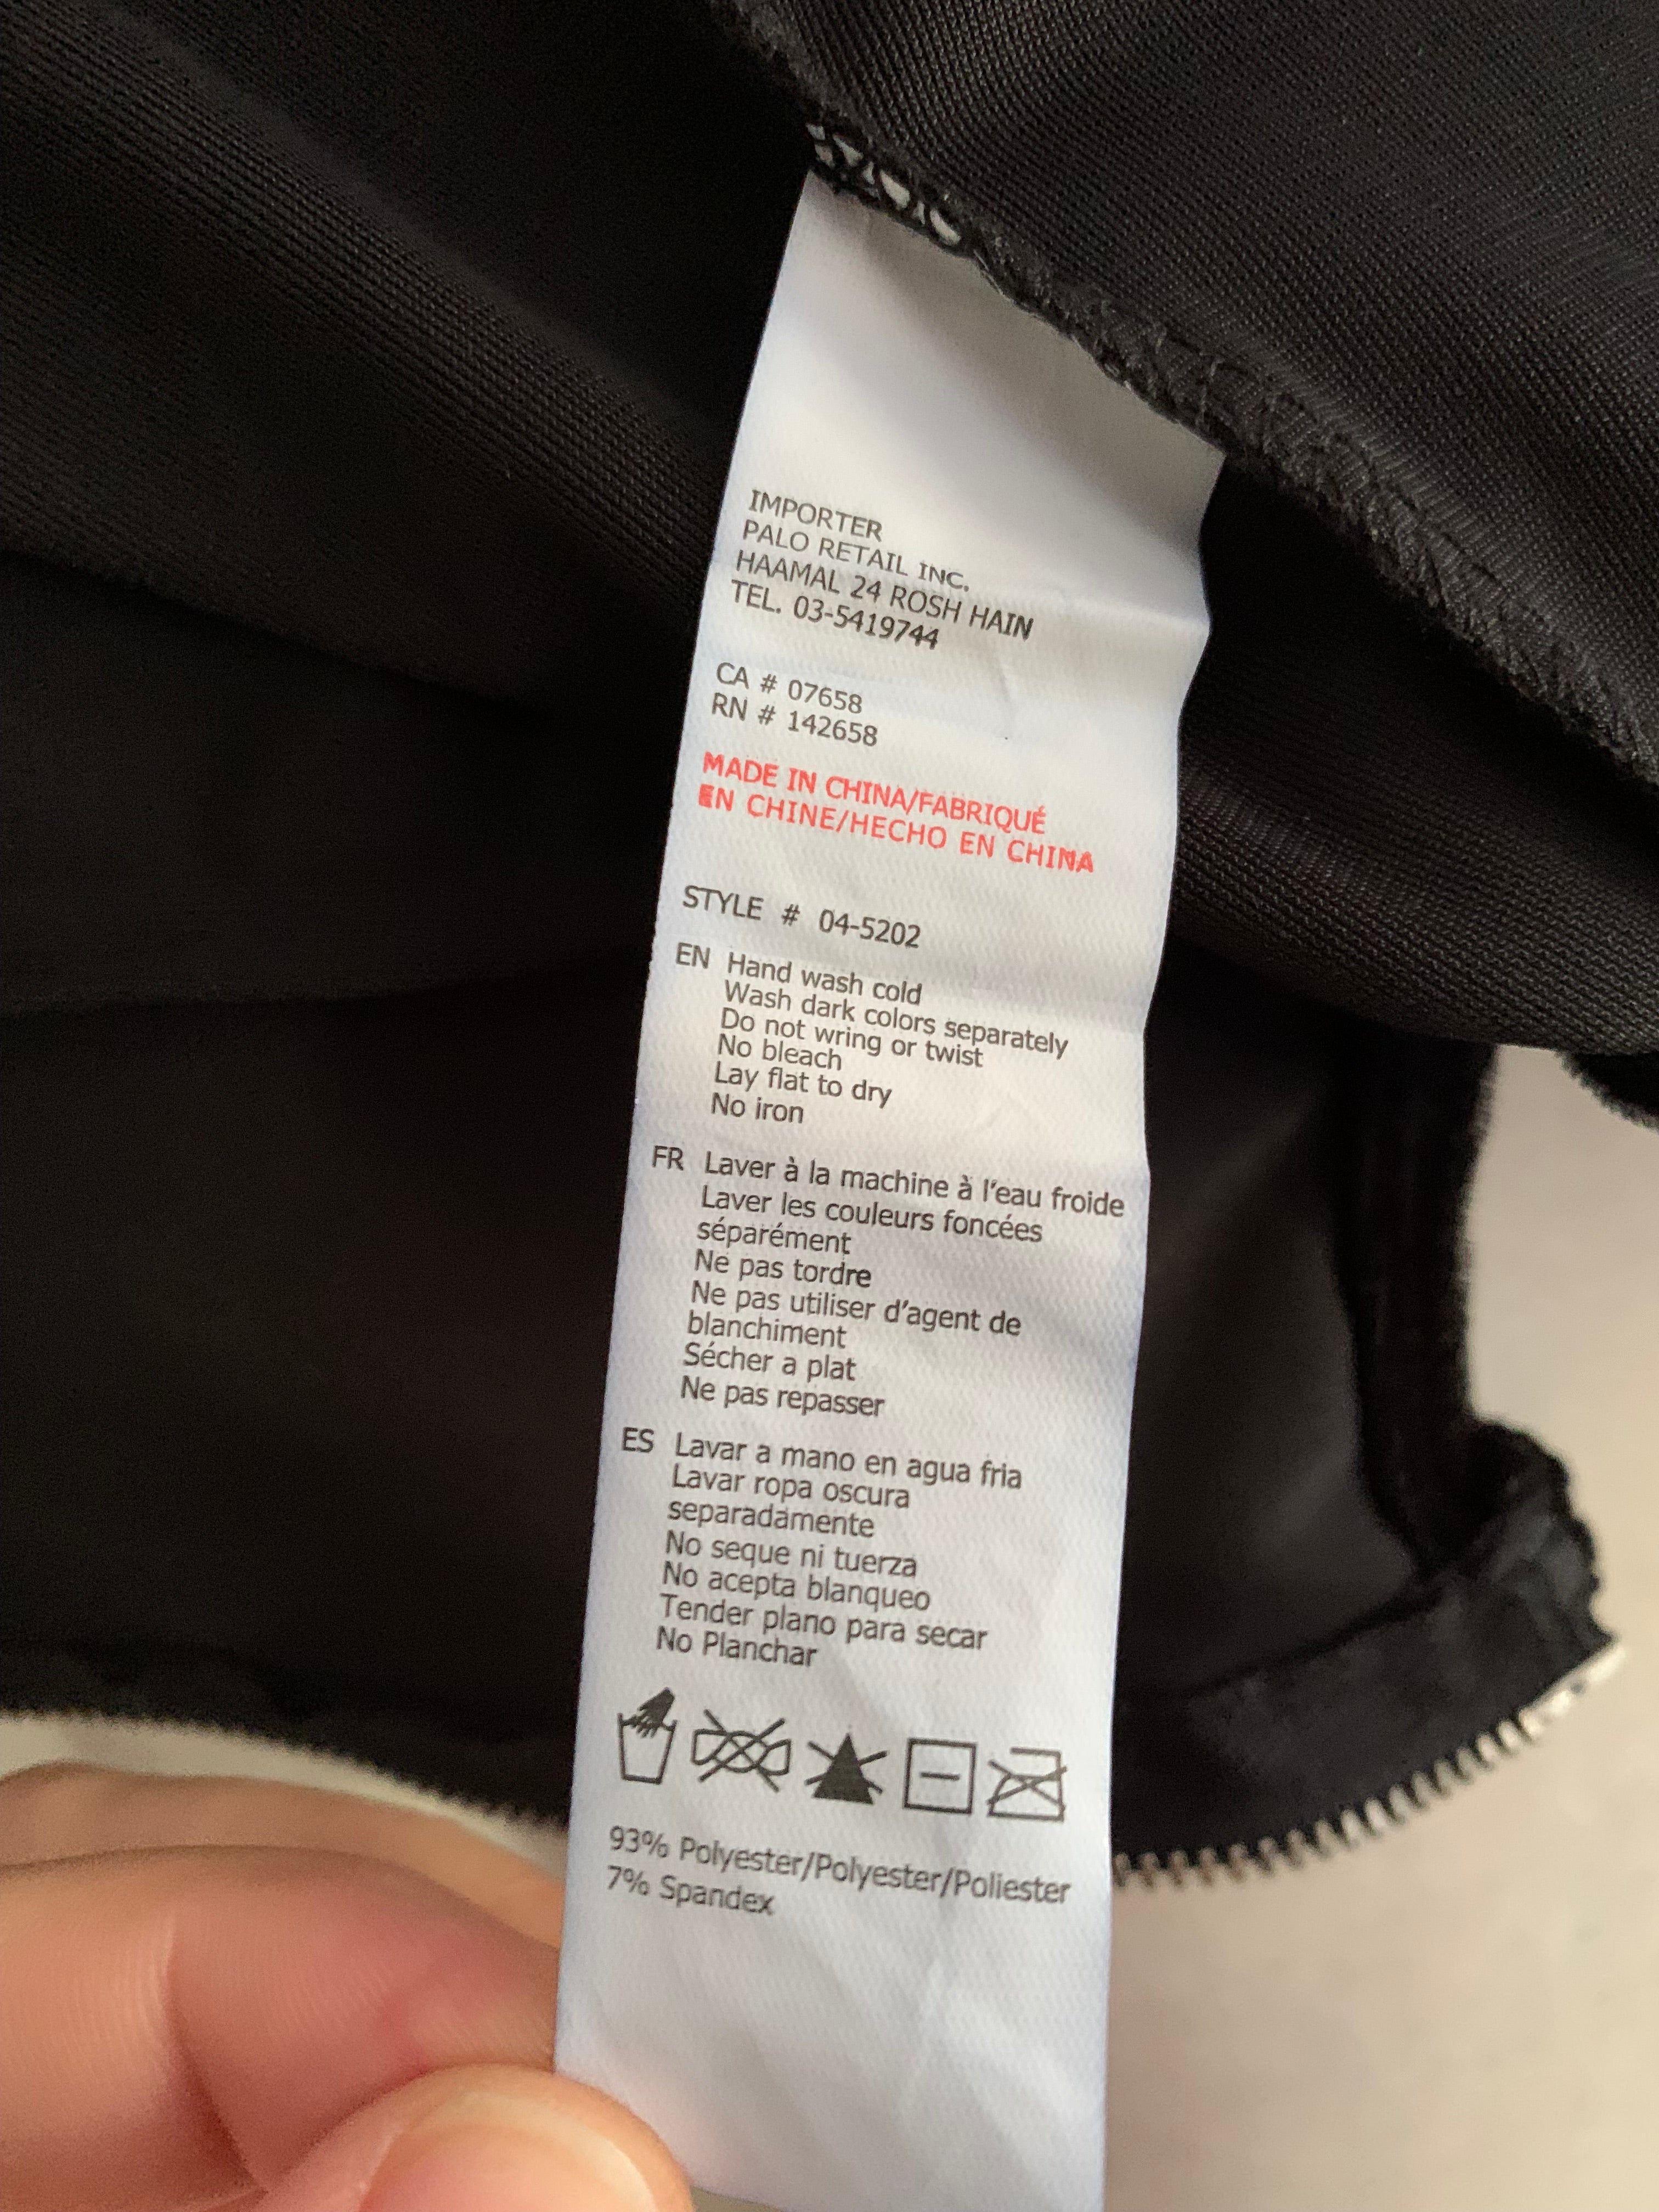 IMPORTER
PALO RETAIL INC.
HAAMAL 24 ROSH HAIN
TEL. 03-5419744
CA # 07658
RN # 142658
MADE IN CHINA/FABRIQUÉ
EN CHINE/HECHO EN CHINA
STYLE # 04-5202
EN Hand wash cold
Wash dark colors separately
Do not wring or twist
No bleach
Lay flat to dry
No iron
FR Laver à la machine à l'eau froide
Laver les couleurs foncées
séparément
Ne pas tordre
Ne pas utiliser d'agent de
blanchiment
Sécher a plat
Ne pas repasser
ES Lavar a mano en agua fria
Lavar ropa oscura
separadamente
No seque ni tuerza
No acepta blanqueo
Tender plano para secar
No Planchar
93% Polyester/Polyester/Poliester
7% Spandex